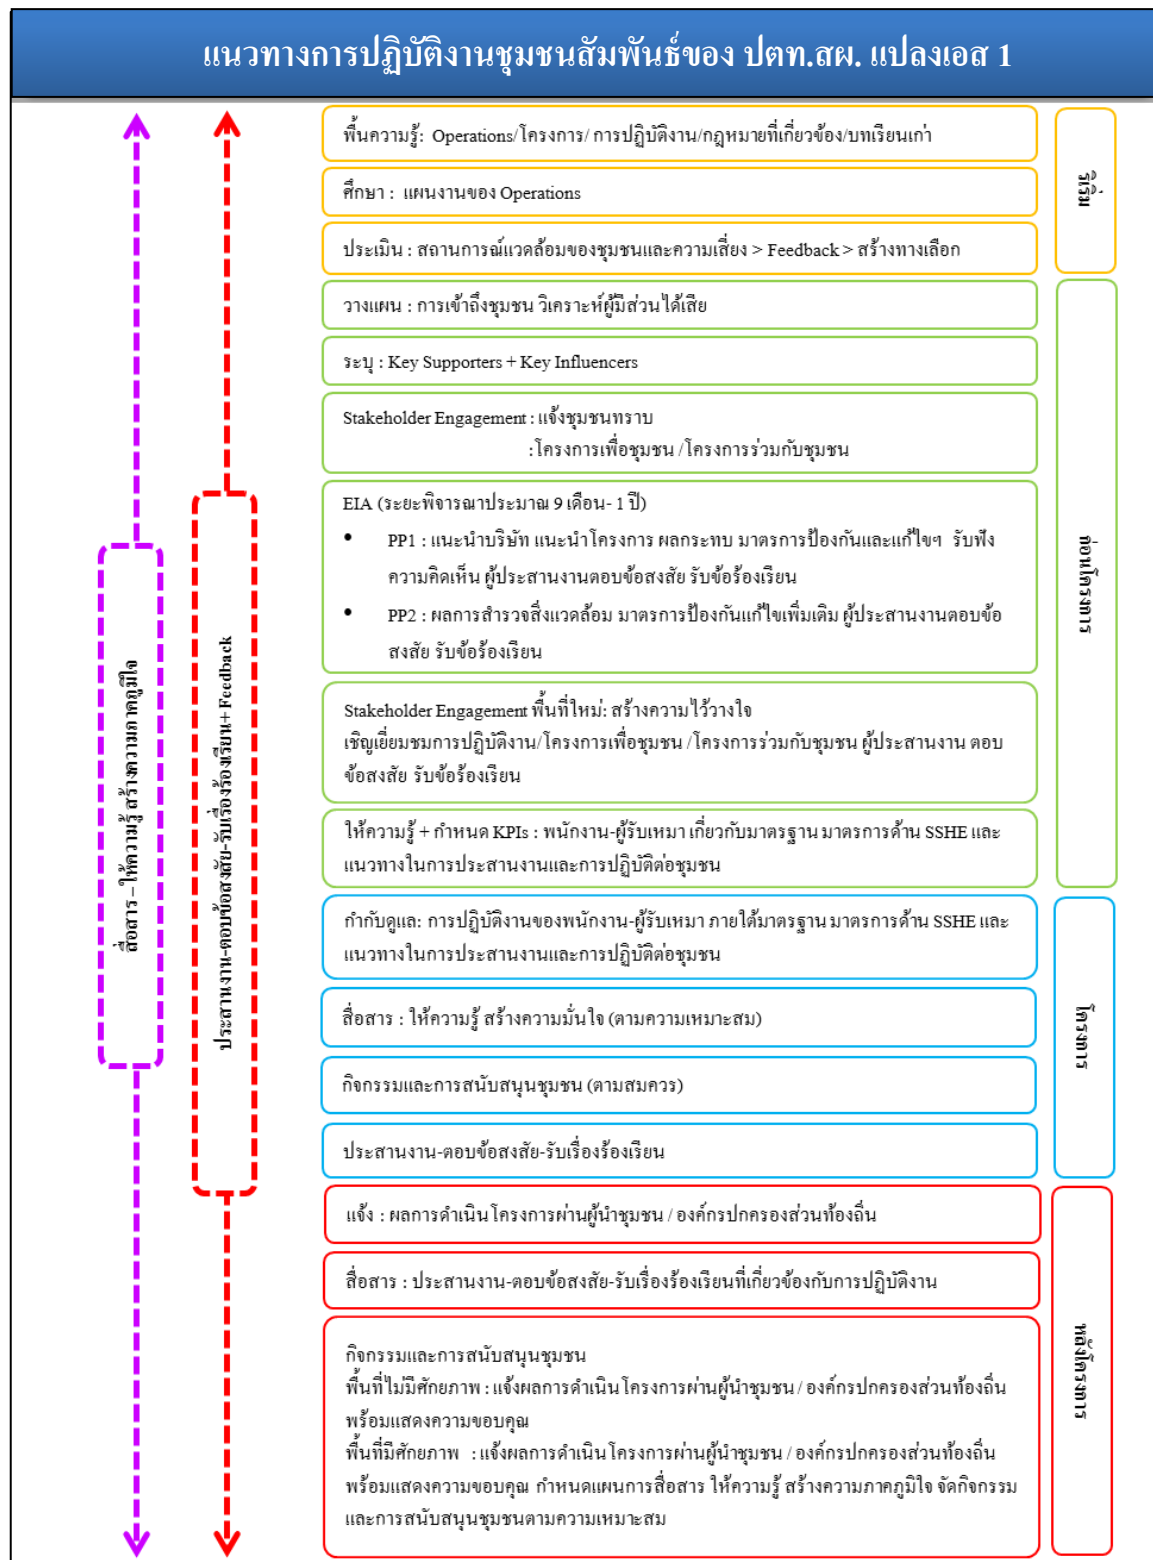 แนวทางการปฏิบัติงานชุมชนสัมพันธ์ของ ปตท.สผ. แปลงเอส 1
พื้นความรู้: Operations/โครงการ/ การปฏิบัติงาน/กฎหมายที่เกี่ยวข้อง/บทเรียนเก่า
ศึกษา : แผนงานของ Operations
ประเมิน : สถานการณ์แวดล้อมของชุมชนและความเสี่ยง > Feedback > สร้างทางเลือก
ริเริ่ม
วางแผน : การเข้าถึงชุมชน วิเคราะห์ผู้มีส่วนได้เสีย
ระบุ : Key Supporters + Key Influencers
Stakeholder Engagement : แจ้งชุมชนทราบ
:โครงการเพื่อชุมชน /โครงการร่วมกับชุมชน
EIA (ระยะพิจารณาประมาณ 9 เดือน- 1 ปี)
• PP1 : แนะนำบริษัท แนะนำโครงการ ผลกระทบ มาตรการป้องกันและแก้ไขฯ รับฟัง
ความคิดเห็น ผู้ประสานงานตอบข้อสงสัย รับข้อร้องเรียน
• PP2 : ผลการสำรวจสิ่งแวดล้อม มาตรการป้องกันแก้ไขเพิ่มเติม ผู้ประสานงานตอบข้อ
สงสัย รับข้อร้องเรียน
Stakeholder Engagement พื้นที่ใหม่: สร้างความไว้วางใจ
เชิญเยี่ยมชมการปฏิบัติงาน/โครงการเพื่อชุมชน /โครงการร่วมกับชุมชน ผู้ประสานงาน ตอบ
ข้อสงสัย รับข้อร้องเรียน
ให้ความรู้ + กำหนด KPIs : พนักงาน-ผู้รับเหมา เกี่ยวกับมาตรฐาน มาตรการด้าน SSHE และ
แนวทางในการประสานงานและการปฏิบัติต่อชุมชน
ก่อนโครงการ
กำกับดูแล: การปฏิบัติงานของพนักงาน-ผู้รับเหมา ภายใต้มาตรฐาน มาตรการด้าน SSHE และ
แนวทางในการประสานงานและการปฏิบัติต่อชุมชน
สื่อสาร : ให้ความรู้ สร้างความมั่นใจ (ตามความเหมาะสม)
กิจกรรมและการสนับสนุนชุมชน (ตามสมควร)
ประสานงาน-ตอบข้อสงสัย-รับเรื่องร้องเรียน
โครงการ
แจ้ง : ผลการดำเนินโครงการผ่านผู้นำชุมชน / องค์กรปกครองส่วนท้องถิ่น
สื่อสาร : ประสานงาน-ตอบข้อสงสัย-รับเรื่องร้องเรียนที่เกี่ยวข้องกับการปฏิบัติงาน
กิจกรรมและการสนับสนุนชุมชน
พื้นที่ไม่มีศักยภาพ : แจ้งผลการดำเนินโครงการผ่านผู้นำชุมชน / องค์กรปกครองส่วนท้องถิ่น
พร้อมแสดงความขอบคุณ
พื้นที่มีศักยภาพ : แจ้งผลการดำเนินโครงการผ่านผู้นำชุมชน / องค์กรปกครองส่วนท้องถิ่น
พร้อมแสดงความขอบคุณ กำหนดแผนการสื่อสาร ให้ความรู้ สร้างความภาคภูมิใจ จัดกิจกรรม
และการสนับสนุนชุมชนตามความเหมาะสม
หลังโครงการ
สื่อสาร – ให้ความรู้ สร้างความภาคภูมิใจ
ประสานงาน-ตอบข้อสงสัย-รับเรื่องร้องเรียน+ Feedback